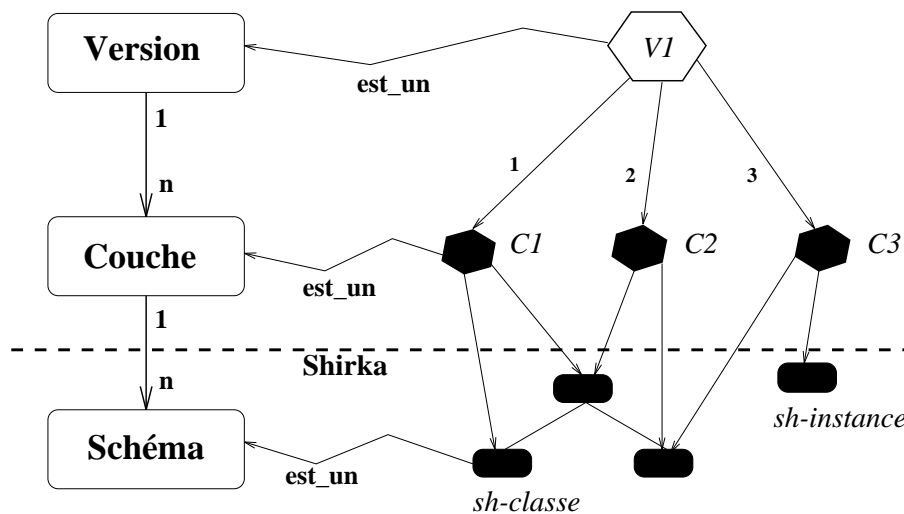 Version
V1
est_un
1
1
2
3
n
Couche
C1
C2
C3
est_un
1
Shirka
n
sh-instance
Schéma
est_un
sh-classe